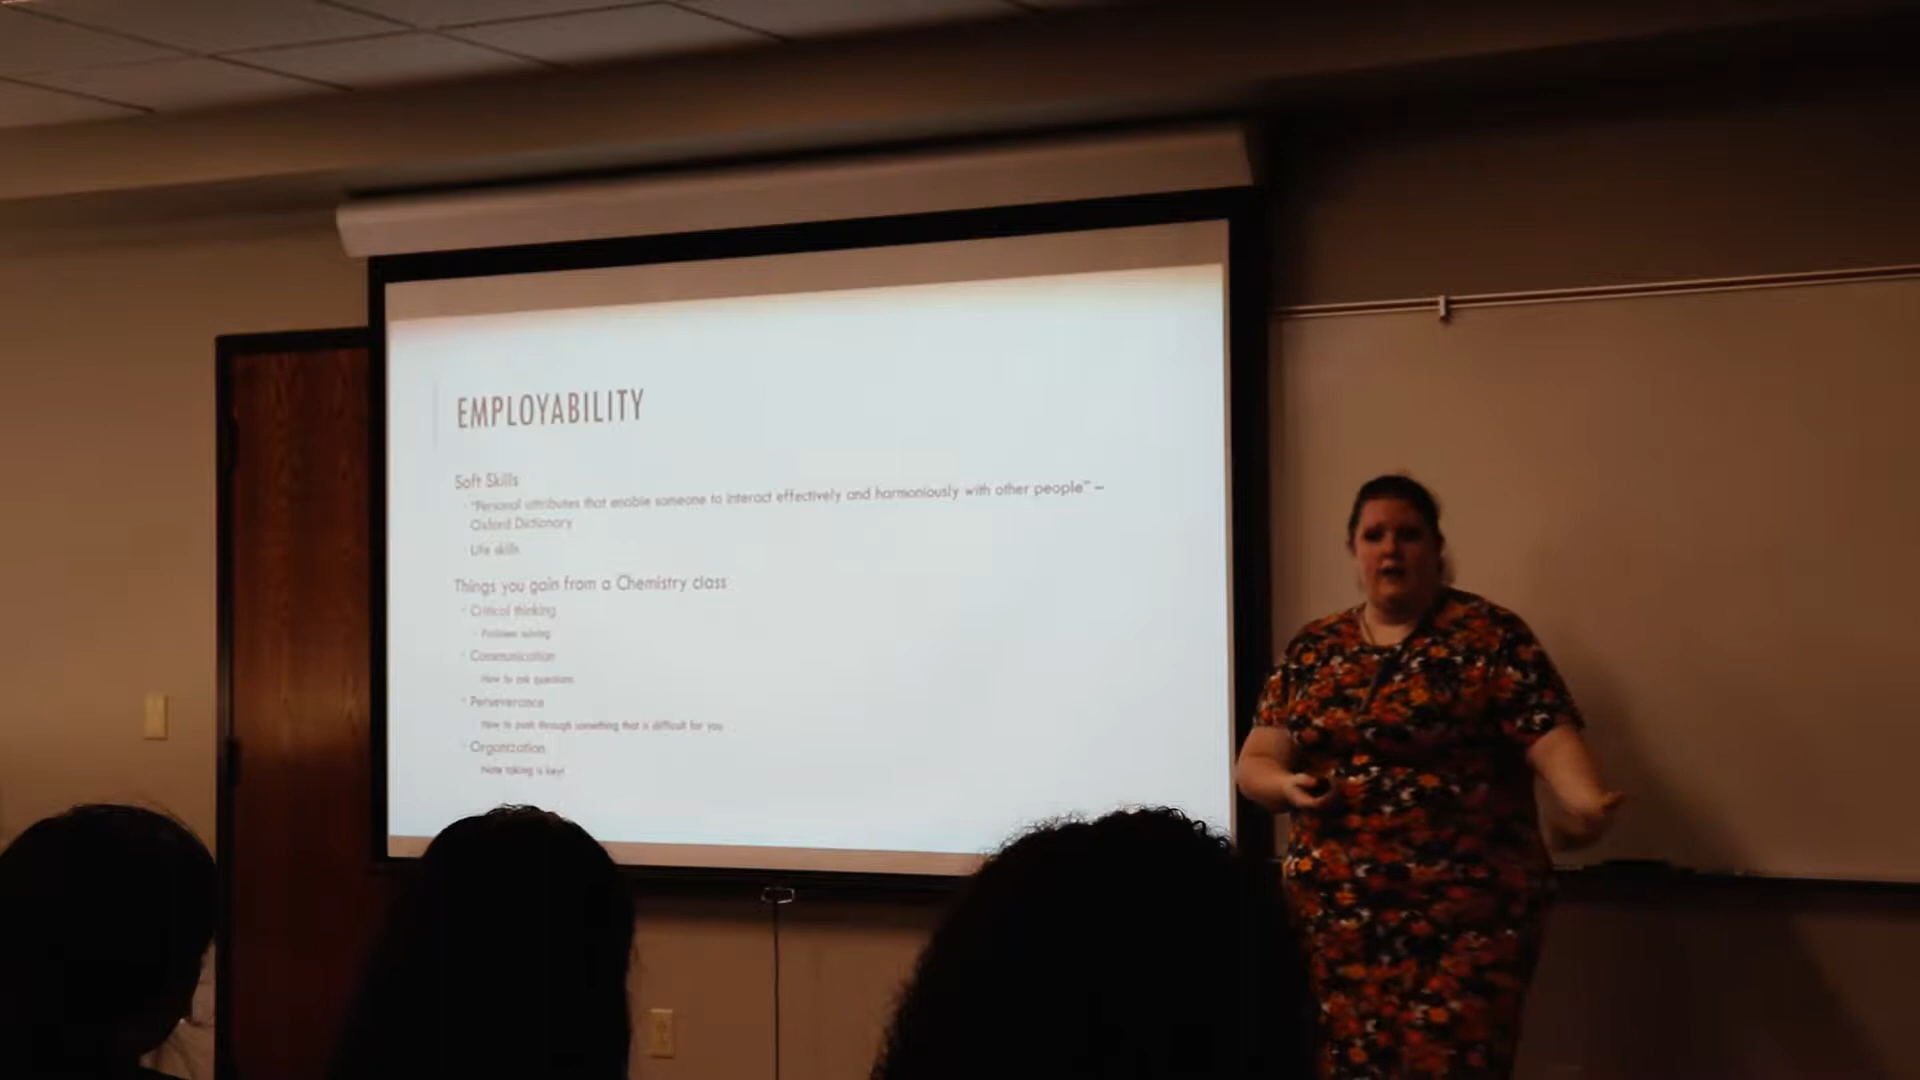 EMPLOYABILITY
Soft Skills
"Personal attributes that enable someone to interact effectively and harmoniously with other people" –
Oxford Dictionary
Life skills
Things you gain from a Chemistry class
Critical thinking
Problem solving
Communication
How to ask questions
Perseverance
How to push through something that is difficult for you
Organization
Note taking is key!